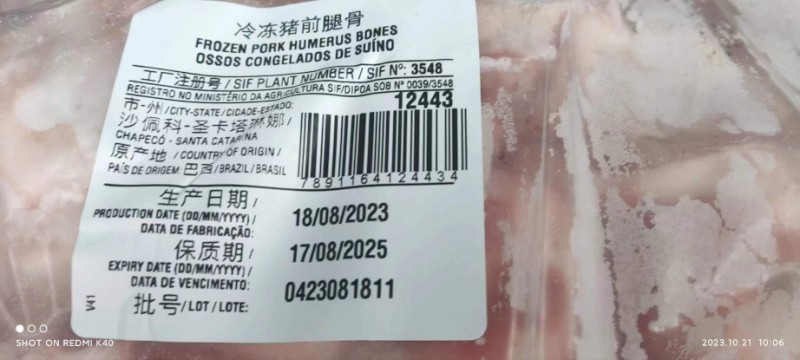 冷冻猪前腿骨
FROZEN PORK HUMERUS BONES
OSSOS CONGELADOS DE SUÍNO
工厂注册号 / SIF PLANT NUMBER / SIF Nº: 3548
REGISTRO NO MINISTÉRIO DA AGRICULTURA SIF/DIPOA SOB Nº 0039/3548
12443
市-州 / CITY-STATE / CIDADE-ESTADO:
沙佩科-圣卡塔琳娜 /
CHAPECÓ - SANTA CATARINA
原产地 / COUNTRY OF ORIGIN /
PAÍS DE ORIGEM: 巴西 / BRAZIL / BRASIL
7891164124434
生产日期 /
PRODUCTION DATE (DD/MM/YYYY) / 18/08/2023
DATA DE FABRICAÇÃO:
保质期 / 17/08/2025
EXPIRY DATE (DD/MM/YYYY) /
DATA DE VENCIMENTO: 0423081811
批号 / LOT / LOTE:
SHOT ON REDMI K40
2023.10.21 10:06